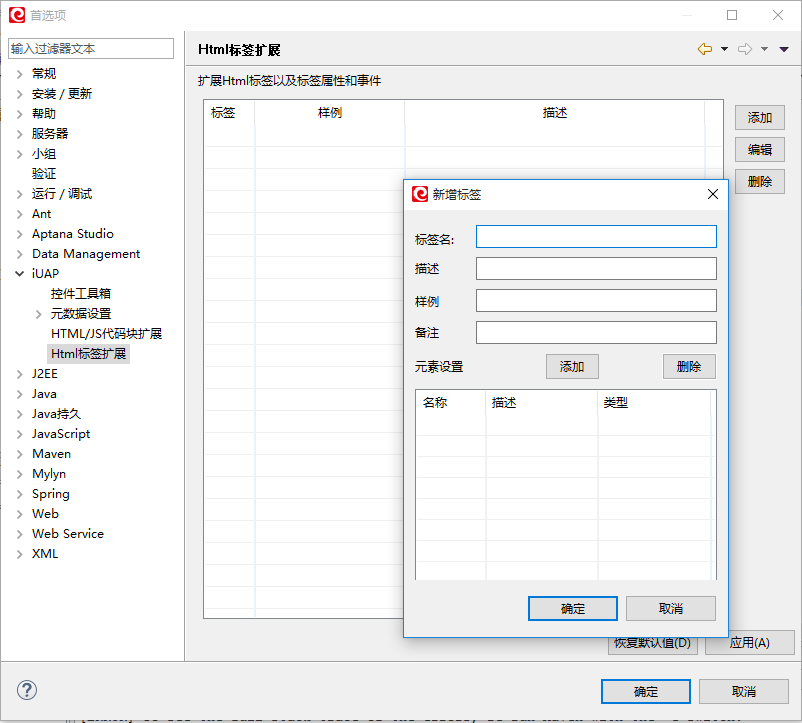 首选项
输入过滤器文本
常规
安装 / 更新
帮助
服务器
小组
验证
运行 / 调试
Ant
Aptana Studio
Data Management
iUAP
控件工具箱
元数据设置
HTML/JS代码块扩展
Html标签扩展
J2EE
Java
Java持久
JavaScript
Maven
Mylyn
Spring
Web
Web Service
XML
Html标签扩展
扩展Html标签以及标签属性和事件
标签 样例 描述
添加
编辑
删除
新增标签
标签名:
描述
样例
备注
元素设置 添加 删除
名称 描述 类型
确定 取消
恢复默认值(D) 应用(A)
确定 取消